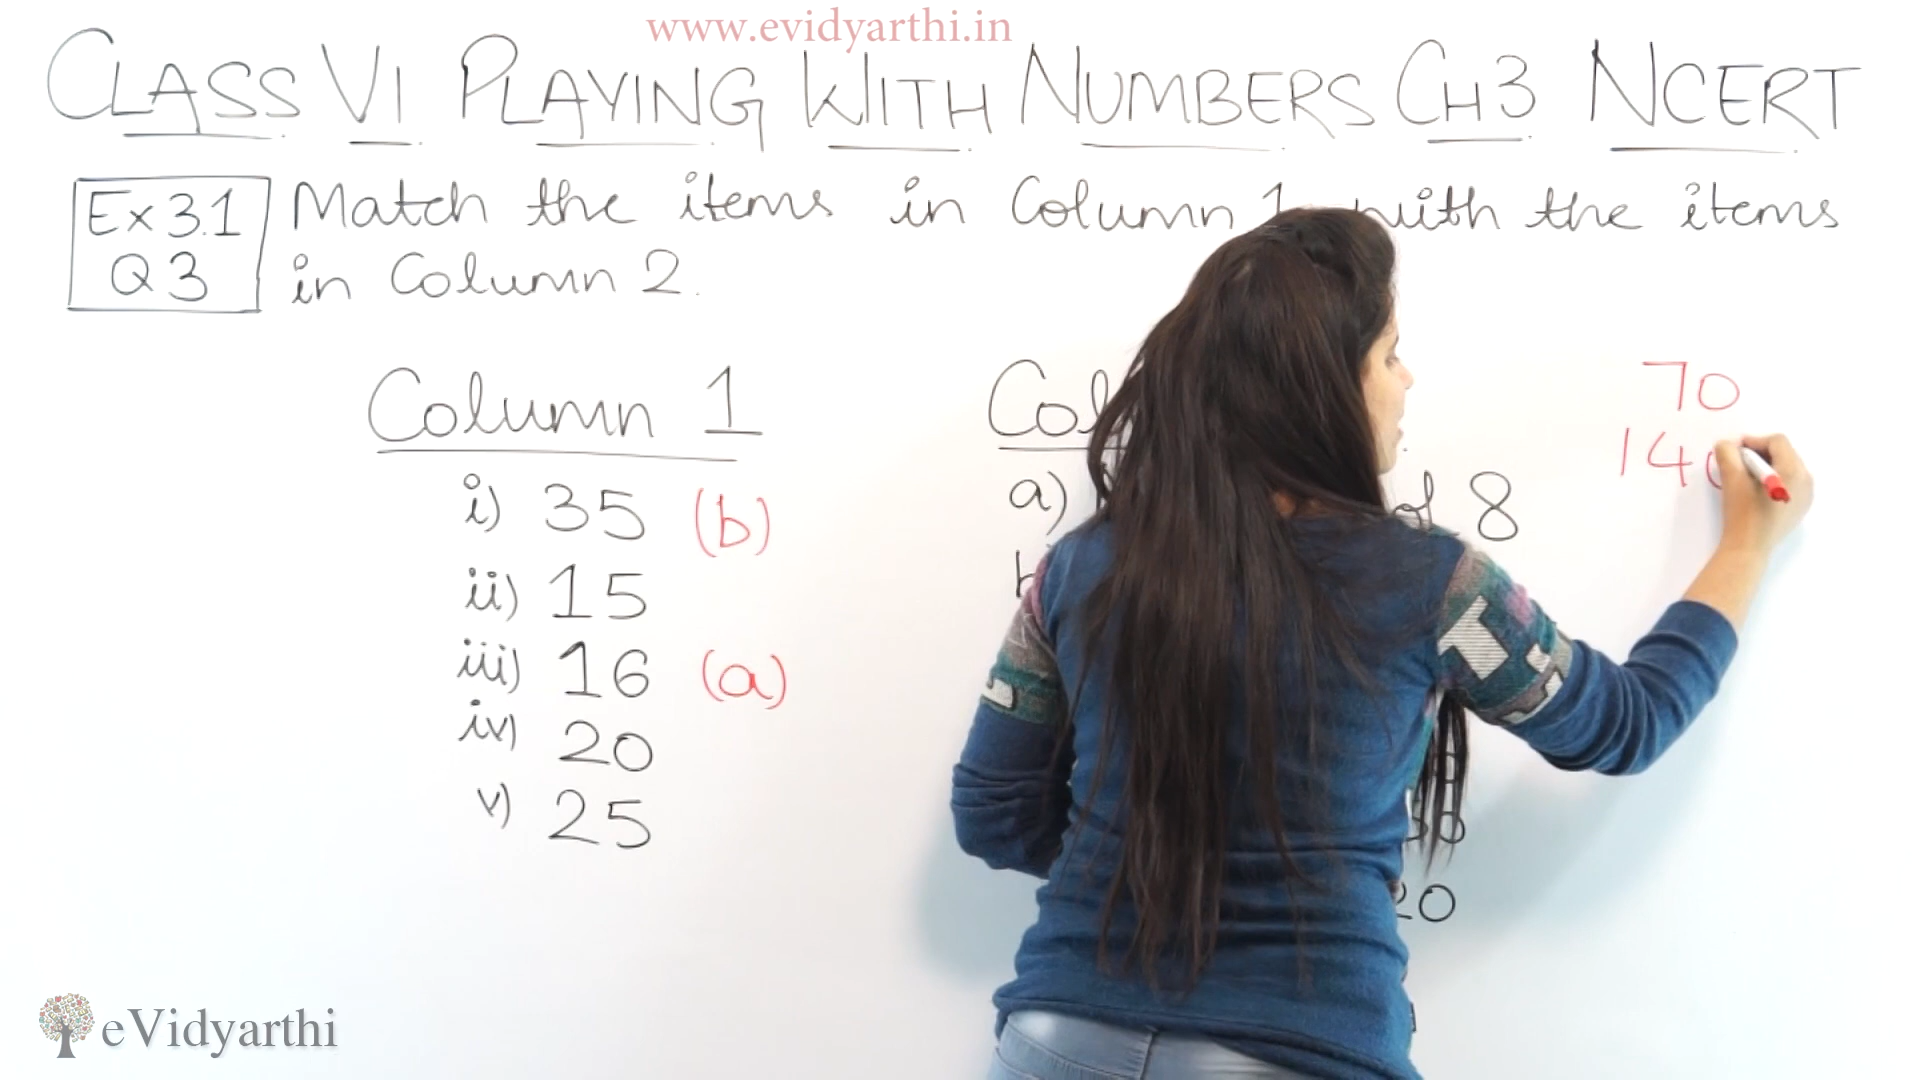 www.evidyarthi.in
CLASS VI PLAYING WITH NUMBERS CH3 NCERT
Ex 3.1 Q3
Match the items in Column 1 with the items
in Column 2.
Column 1
i) 35 (b)
ii) 15
iii) 16 (a)
iv) 20
v) 25
a) of 8
20
70
14
eVidyarthi